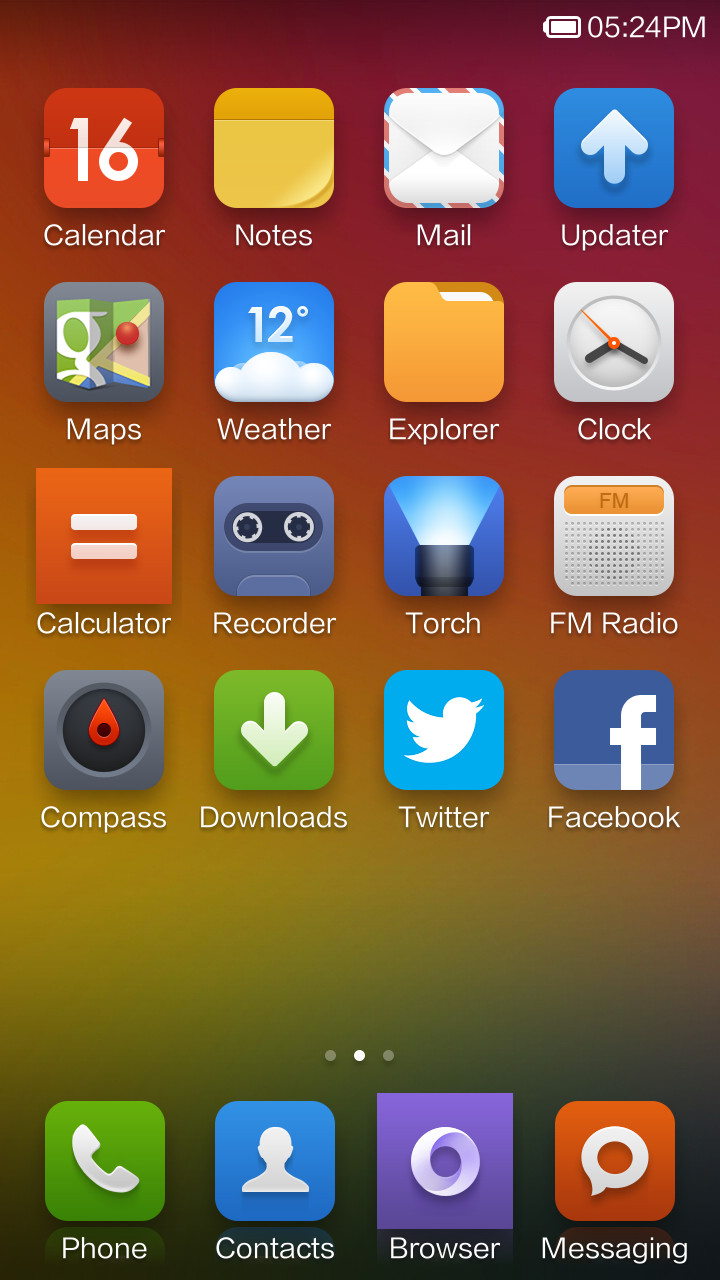 05:24PM
16
Calendar Notes Mail Updater
g 12°
Maps Weather Explorer Clock
FM
Calculator Recorder Torch FM Radio
f
Compass Downloads Twitter Facebook
Phone Contacts Browser Messaging